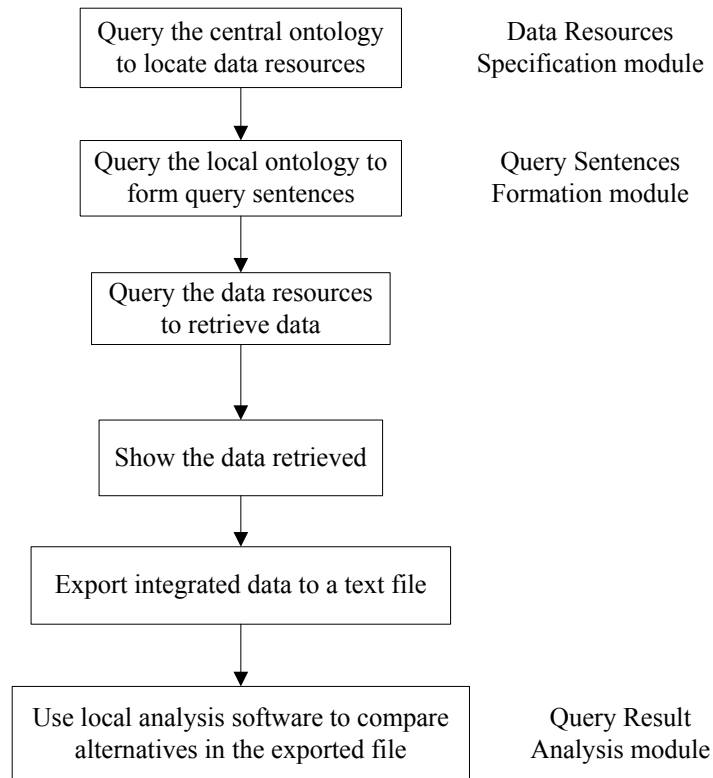 Query the central ontology
to locate data resources
Data Resources
Specification module
Query the local ontology to
form query sentences
Query Sentences
Formation module
Query the data resources
to retrieve data
Show the data retrieved
Export integrated data to a text file
Use local analysis software to compare
alternatives in the exported file
Query Result
Analysis module